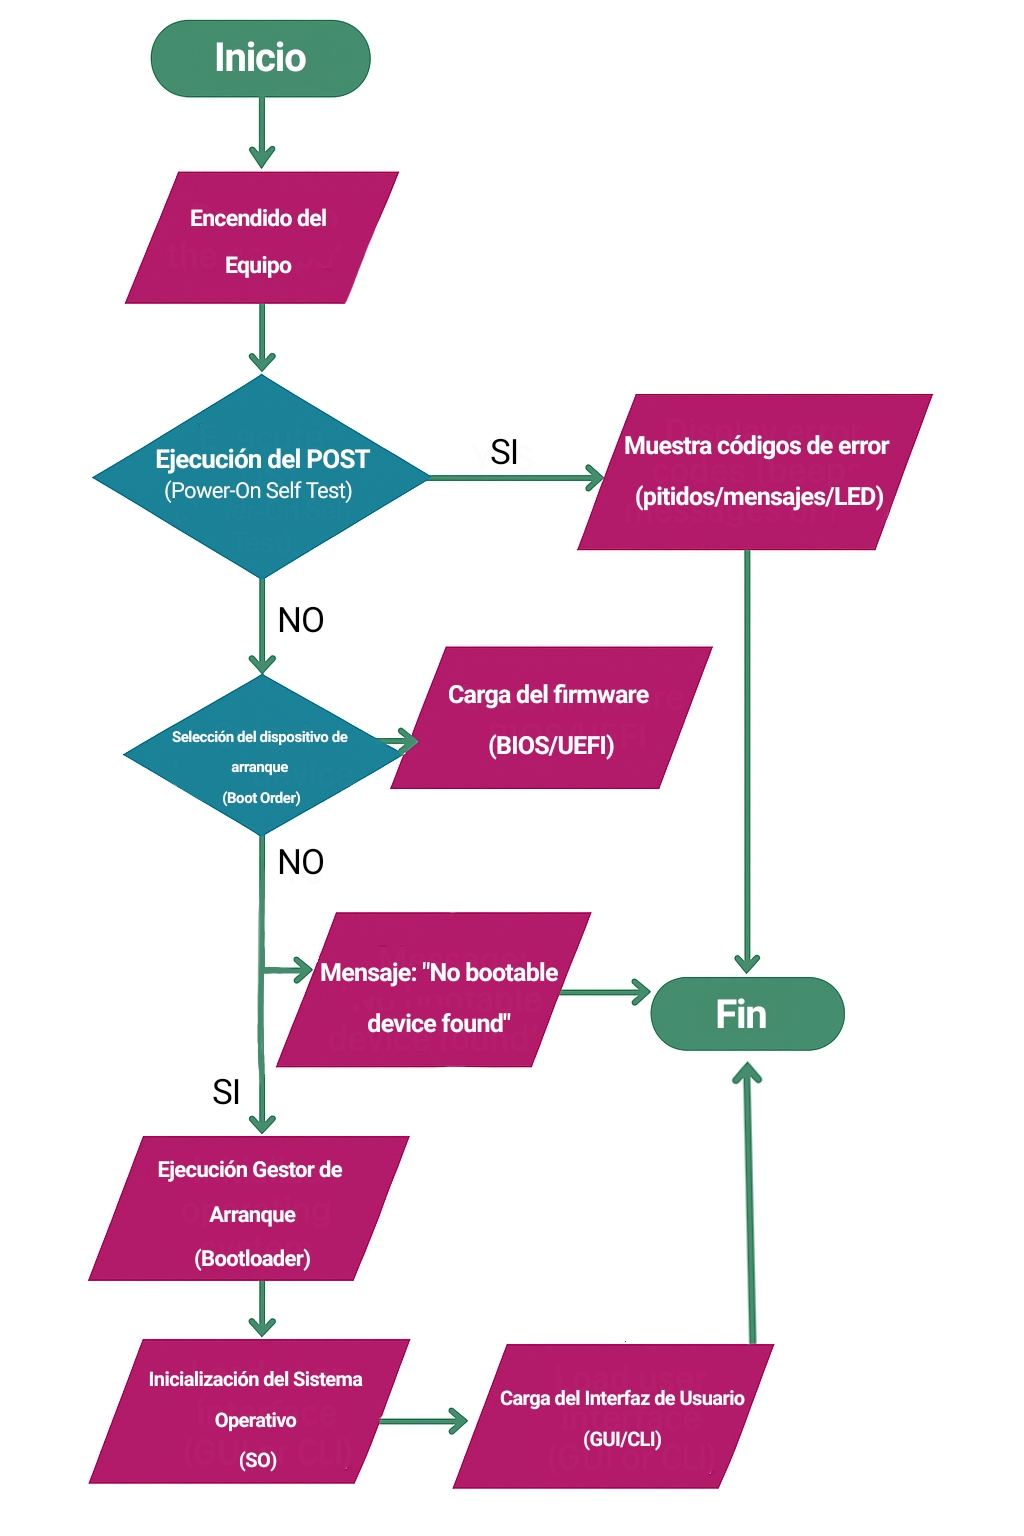 Inicio
Encendido del
Equipo
Ejecución del POST
(Power-On Self Test)
SI
Muestra códigos de error
(pitidos/mensajes/LED)
NO
Carga del firmware
(BIOS/UEFI)
Selección del dispositivo de
arranque
(Boot Order)
NO
Mensaje: "No bootable
device found"
Fin
SI
Ejecución Gestor de
Arranque
(Bootloader)
Inicialización del Sistema
Operativo
(SO)
Carga del Interfaz de Usuario
(GUI/CLI)